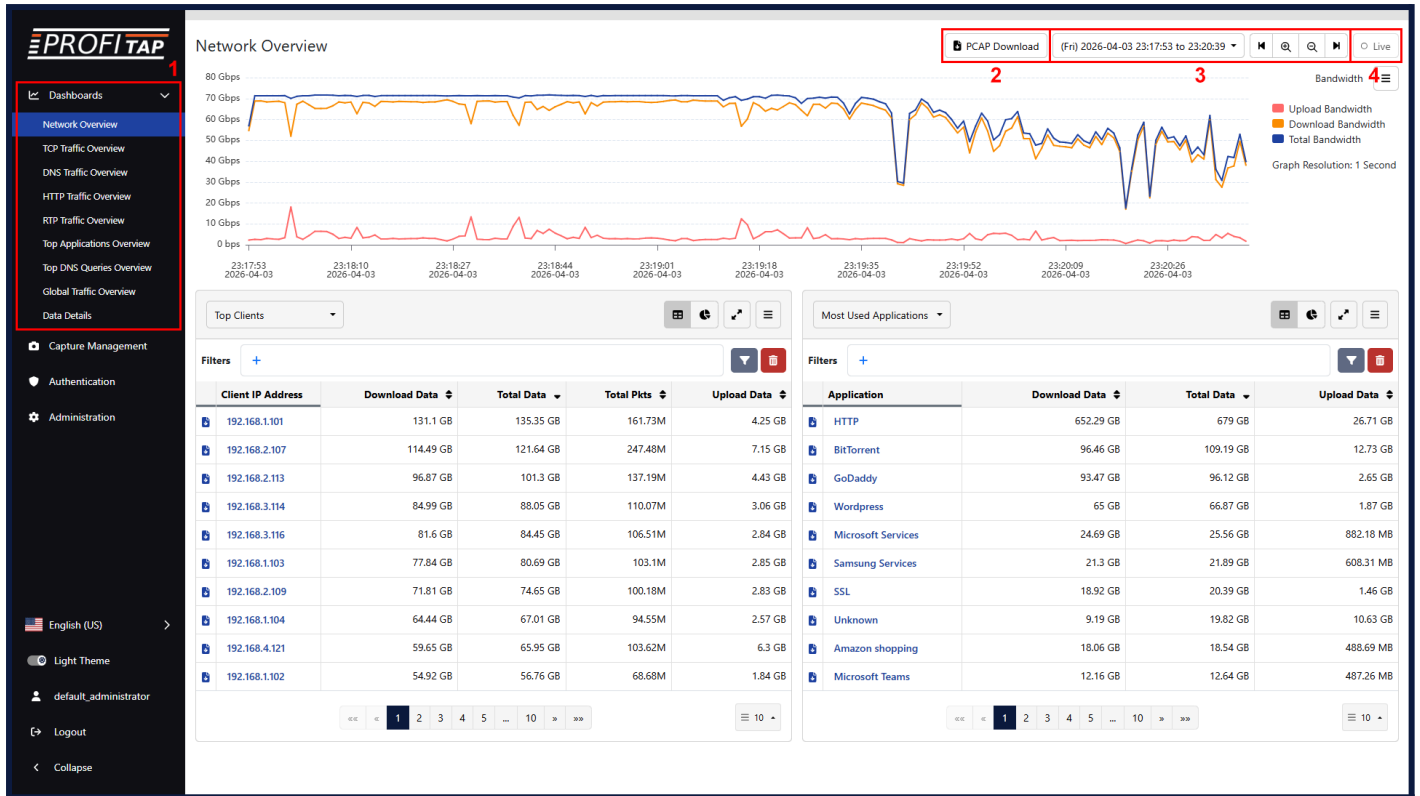 PROFITAP
1
Dashboards
Network Overview
TCP Traffic Overview
DNS Traffic Overview
HTTP Traffic Overview
RTP Traffic Overview
Top Applications Overview
Top DNS Queries Overview
Global Traffic Overview
Data Details
Capture Management
Authentication
Administration
English (US)
Light Theme
default_administrator
Logout
Collapse
Network Overview
PCAP Download
(Fri) 2026-04-03 23:17:53 to 23:20:39
Live
2
3
4
Bandwidth
80 Gbps
70 Gbps
60 Gbps
50 Gbps
40 Gbps
30 Gbps
20 Gbps
10 Gbps
0 bps
Upload Bandwidth
Download Bandwidth
Total Bandwidth
Graph Resolution: 1 Second
23:17:53 23:18:10 23:18:27 23:18:44 23:19:01 23:19:18 23:19:35 23:19:52 23:20:09 23:20:26
2026-04-03 2026-04-03 2026-04-03 2026-04-03 2026-04-03 2026-04-03 2026-04-03 2026-04-03 2026-04-03 2026-04-03
Top Clients
Filters +
Client IP Address Download Data Total Data Total Pkts Upload Data
192.168.1.101 131.1 GB 135.35 GB 161.73M 4.25 GB
192.168.2.107 114.49 GB 121.64 GB 247.48M 7.15 GB
192.168.2.113 96.87 GB 101.3 GB 137.19M 4.43 GB
192.168.3.114 84.99 GB 88.05 GB 110.07M 3.06 GB
192.168.3.116 81.6 GB 84.45 GB 106.51M 2.84 GB
192.168.1.103 77.84 GB 80.69 GB 103.1M 2.85 GB
192.168.2.109 71.81 GB 74.65 GB 100.18M 2.83 GB
192.168.1.104 64.44 GB 67.01 GB 94.55M 2.57 GB
192.168.4.121 59.65 GB 65.95 GB 103.62M 6.3 GB
192.168.1.102 54.92 GB 56.76 GB 68.68M 1.84 GB
«« « 1 2 3 4 5 ... 10 » »»
10
Most Used Applications
Filters +
Application Download Data Total Data Upload Data
HTTP 652.29 GB 679 GB 26.71 GB
BitTorrent 96.46 GB 109.19 GB 12.73 GB
GoDaddy 93.47 GB 96.12 GB 2.65 GB
Wordpress 65 GB 66.87 GB 1.87 GB
Microsoft Services 24.69 GB 25.56 GB 882.18 MB
Samsung Services 21.3 GB 21.89 GB 608.31 MB
SSL 18.92 GB 20.39 GB 1.46 GB
Unknown 9.19 GB 19.82 GB 10.63 GB
Amazon shopping 18.06 GB 18.54 GB 488.69 MB
Microsoft Teams 12.16 GB 12.64 GB 487.26 MB
«« « 1 2 3 4 5 ... 10 » »»
10